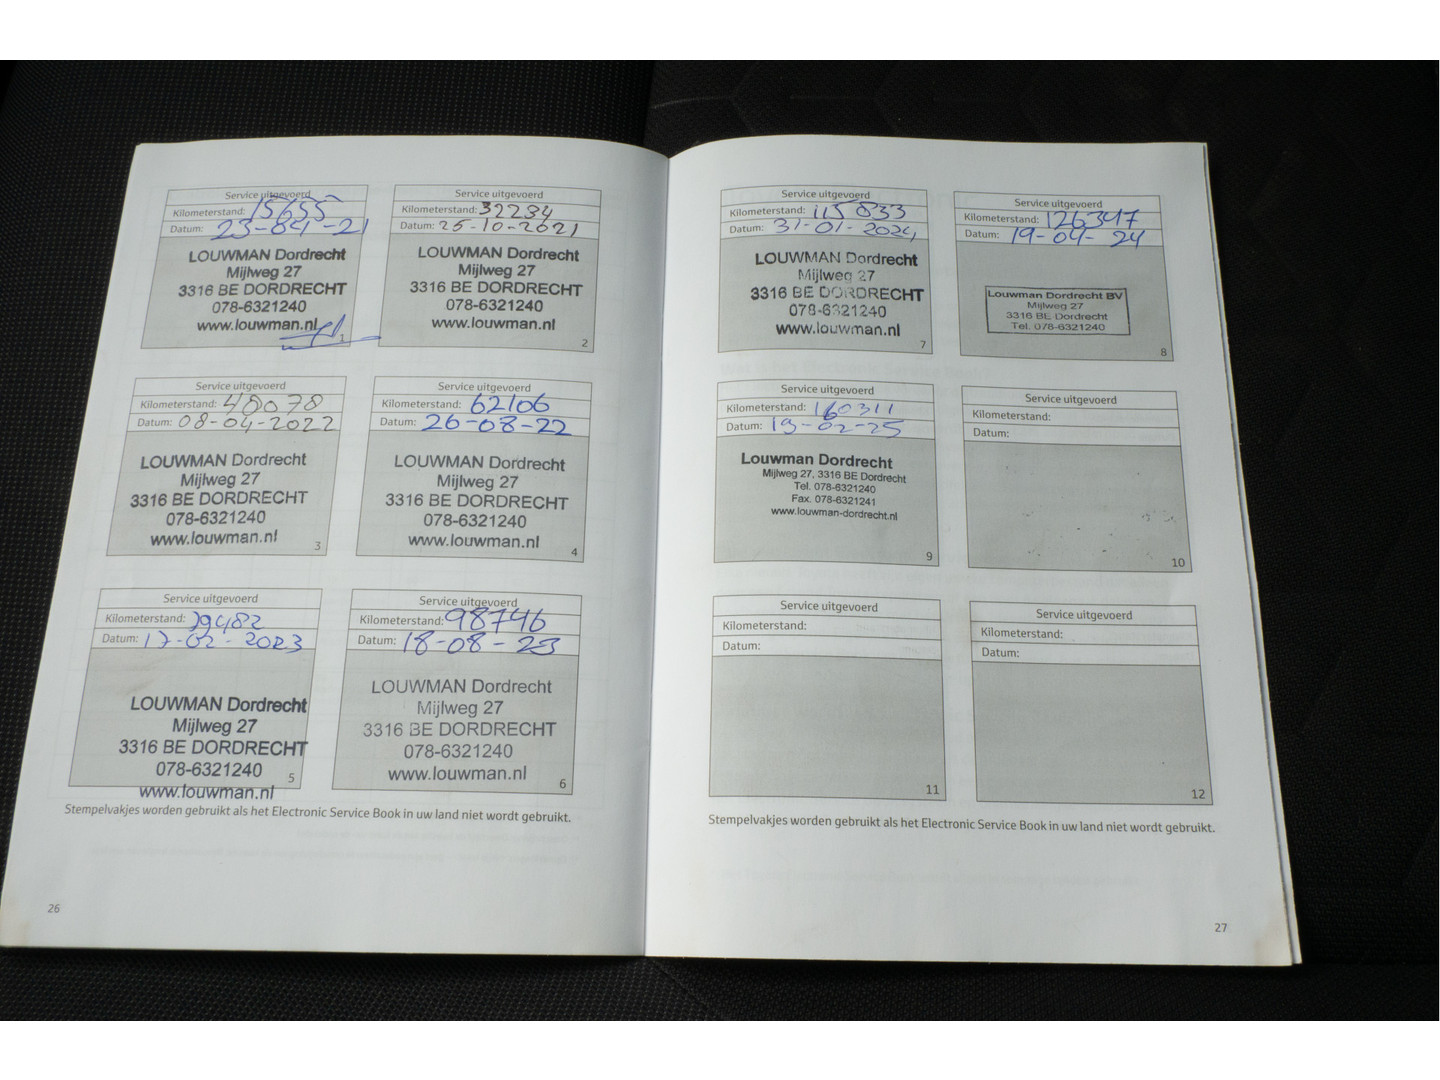 Service uitgevoerd
Kilometerstand: 15655
Datum: 23-04-21
LOUWMAN Dordrecht
Mijlweg 27
3316 BE DORDRECHT
078-6321240
www.louwman.nl
1
Service uitgevoerd
Kilometerstand: 32234
Datum: 25-10-2021
LOUWMAN Dordrecht
Mijlweg 27
3316 BE DORDRECHT
078-6321240
www.louwman.nl
2
Service uitgevoerd
Kilometerstand: 48078
Datum: 08-04-2022
LOUWMAN Dordrecht
Mijlweg 27
3316 BE DORDRECHT
078-6321240
www.louwman.nl
3
Service uitgevoerd
Kilometerstand: 62106
Datum: 26-08-22
LOUWMAN Dordrecht
Mijlweg 27
3316 BE DORDRECHT
078-6321240
www.louwman.nl
4
Service uitgevoerd
Kilometerstand: 79482
Datum: 17-02-2023
LOUWMAN Dordrecht
Mijlweg 27
3316 BE DORDRECHT
078-6321240
www.louwman.nl
5
Service uitgevoerd
Kilometerstand: 98746
Datum: 18-08-23
LOUWMAN Dordrecht
Mijlweg 27
3316 BE DORDRECHT
078-6321240
www.louwman.nl
6
Stempelvakjes worden gebruikt als het Electronic Service Book in uw land niet wordt gebruikt.
26
Service uitgevoerd
Kilometerstand: 115833
Datum: 31-01-2024
LOUWMAN Dordrecht
Mijlweg 27
3316 BE DORDRECHT
078-6321240
www.louwman.nl
7
Service uitgevoerd
Kilometerstand: 126347
Datum: 19-04-24
Louwman Dordrecht BV
Mijlweg 27
3316 BE Dordrecht
Tel. 078-6321240
8
Service uitgevoerd
Kilometerstand: 160311
Datum: 19-02-25
Louwman Dordrecht
Mijlweg 27, 3316 BE Dordrecht
Tel. 078-6321240
Fax. 078-6321241
www.louwman-dordrecht.nl
9
Service uitgevoerd
Kilometerstand:
Datum:
10
Service uitgevoerd
Kilometerstand:
Datum:
11
Service uitgevoerd
Kilometerstand:
Datum:
12
Stempelvakjes worden gebruikt als het Electronic Service Book in uw land niet wordt gebruikt.
27